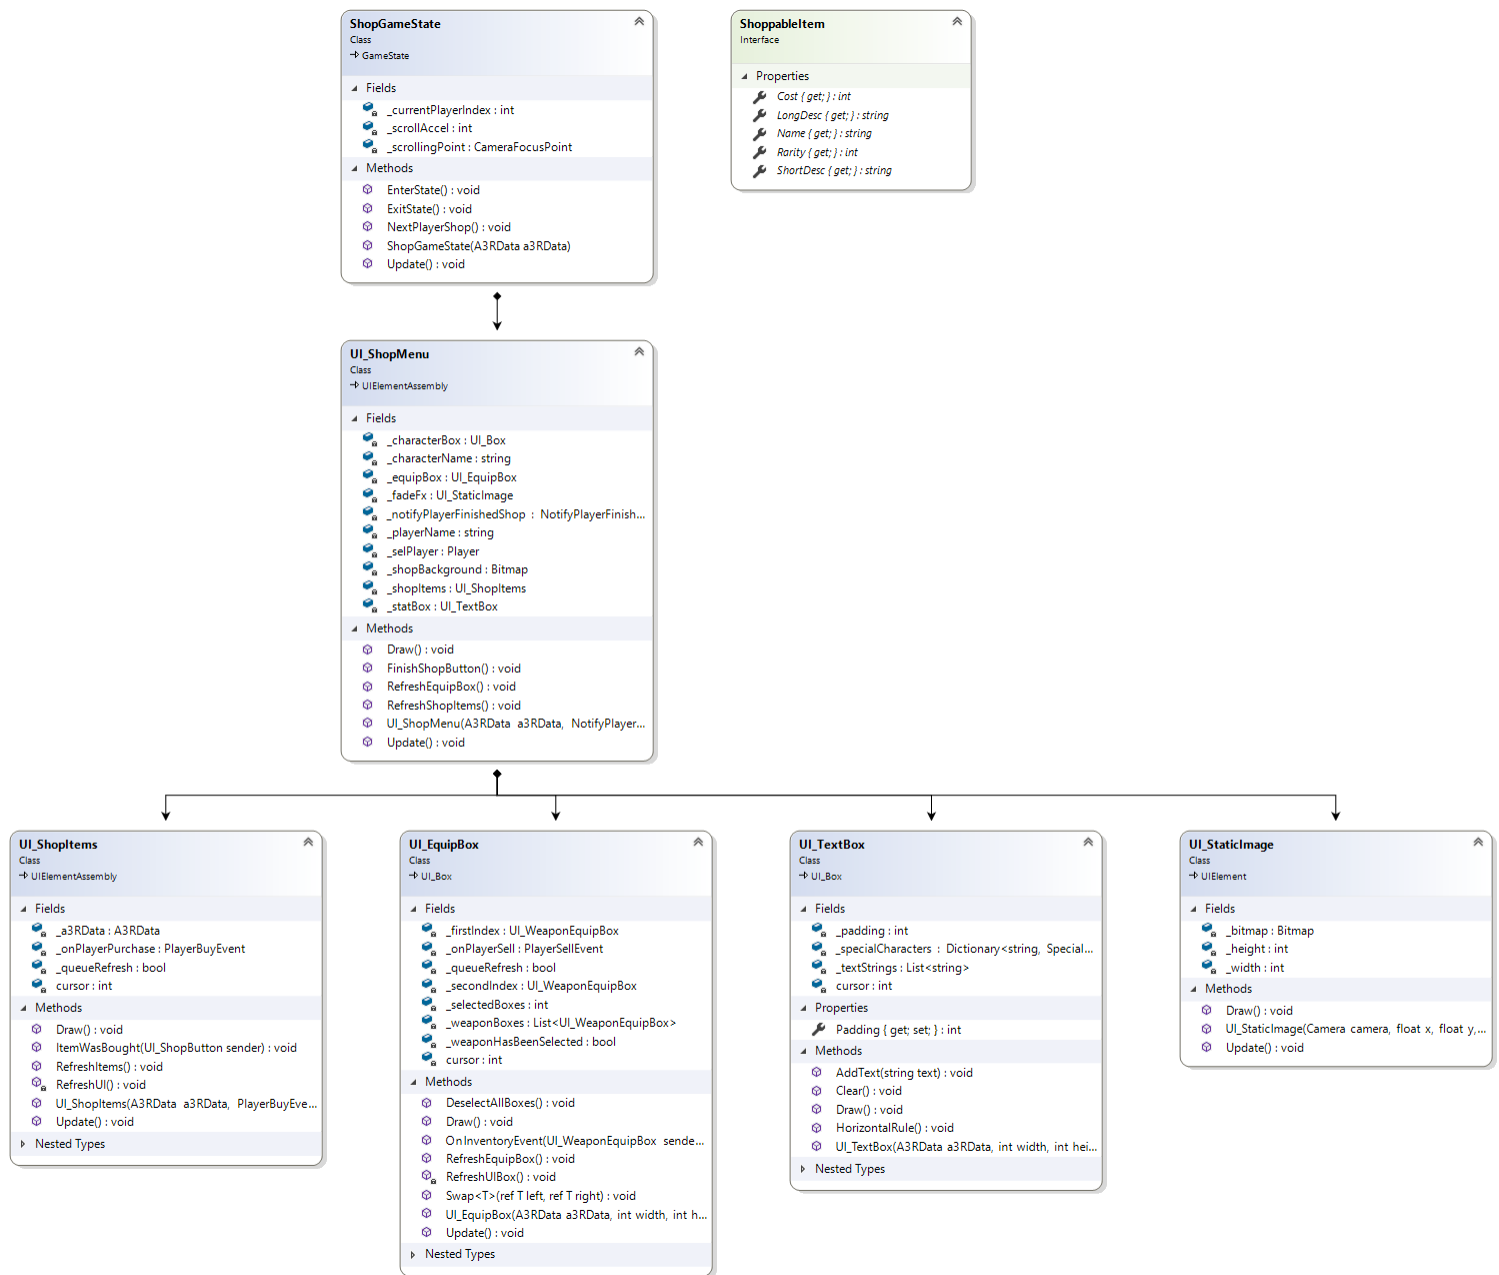 ShopGameState
Class
GameState
Fields
_currentPlayerIndex : int
_scrollAccel : int
_scrollingPoint : CameraFocusPoint
Methods
EnterState() : void
ExitState() : void
NextPlayerShop() : void
ShopGameState(A3RData a3RData)
Update() : void
ShoppableItem
Interface
Properties
Cost { get; } : int
LongDesc { get; } : string
Name { get; } : string
Rarity { get; } : int
ShortDesc { get; } : string
UI_ShopMenu
Class
UIElementAssembly
Fields
_characterBox : UI_Box
_characterName : string
_equipBox : UI_EquipBox
_fadeFx : UI_StaticImage
_notifyPlayerFinishedShop : NotifyPlayerFinish...
_playerName : string
_selPlayer : Player
_shopBackground : Bitmap
_shopItems : UI_ShopItems
_statBox : UI_TextBox
Methods
Draw() : void
FinishShopButton() : void
RefreshEquipBox() : void
RefreshShopItems() : void
UI_ShopMenu(A3RData a3RData, NotifyPlayer...
Update() : void
UI_ShopItems
Class
UIElementAssembly
Fields
_a3RData : A3RData
_onPlayerPurchase : PlayerBuyEvent
_queueRefresh : bool
cursor : int
Methods
Draw() : void
ItemWasBought(UI_ShopButton sender) : void
RefreshItems() : void
RefreshUI() : void
UI_ShopItems(A3RData a3RData, PlayerBuyEve...
Update() : void
Nested Types
UI_EquipBox
Class
UI_Box
Fields
_firstIndex : UI_WeaponEquipBox
_onPlayerSell : PlayerSellEvent
_queueRefresh : bool
_secondIndex : UI_WeaponEquipBox
_selectedBoxes : int
_weaponBoxes : List<UI_WeaponEquipBox>
_weaponHasBeenSelected : bool
cursor : int
Methods
DeselectAllBoxes() : void
Draw() : void
OnInventoryEvent(UI_WeaponEquipBox sende...
RefreshEquipBox() : void
RefreshUIBox() : void
Swap<T>(ref T left, ref T right) : void
UI_EquipBox(A3RData a3RData, int width, int h...
Update() : void
Nested Types
UI_TextBox
Class
UI_Box
Fields
_padding : int
_specialCharacters : Dictionary<string, Special...
_textStrings : List<string>
cursor : int
Properties
Padding { get; set; } : int
Methods
AddText(string text) : void
Clear() : void
Draw() : void
HorizontalRule() : void
UI_TextBox(A3RData a3RData, int width, int hei...
Nested Types
UI_StaticImage
Class
UIElement
Fields
_bitmap : Bitmap
_height : int
_width : int
Methods
Draw() : void
UI_StaticImage(Camera camera, float x, float y,...
Update() : void